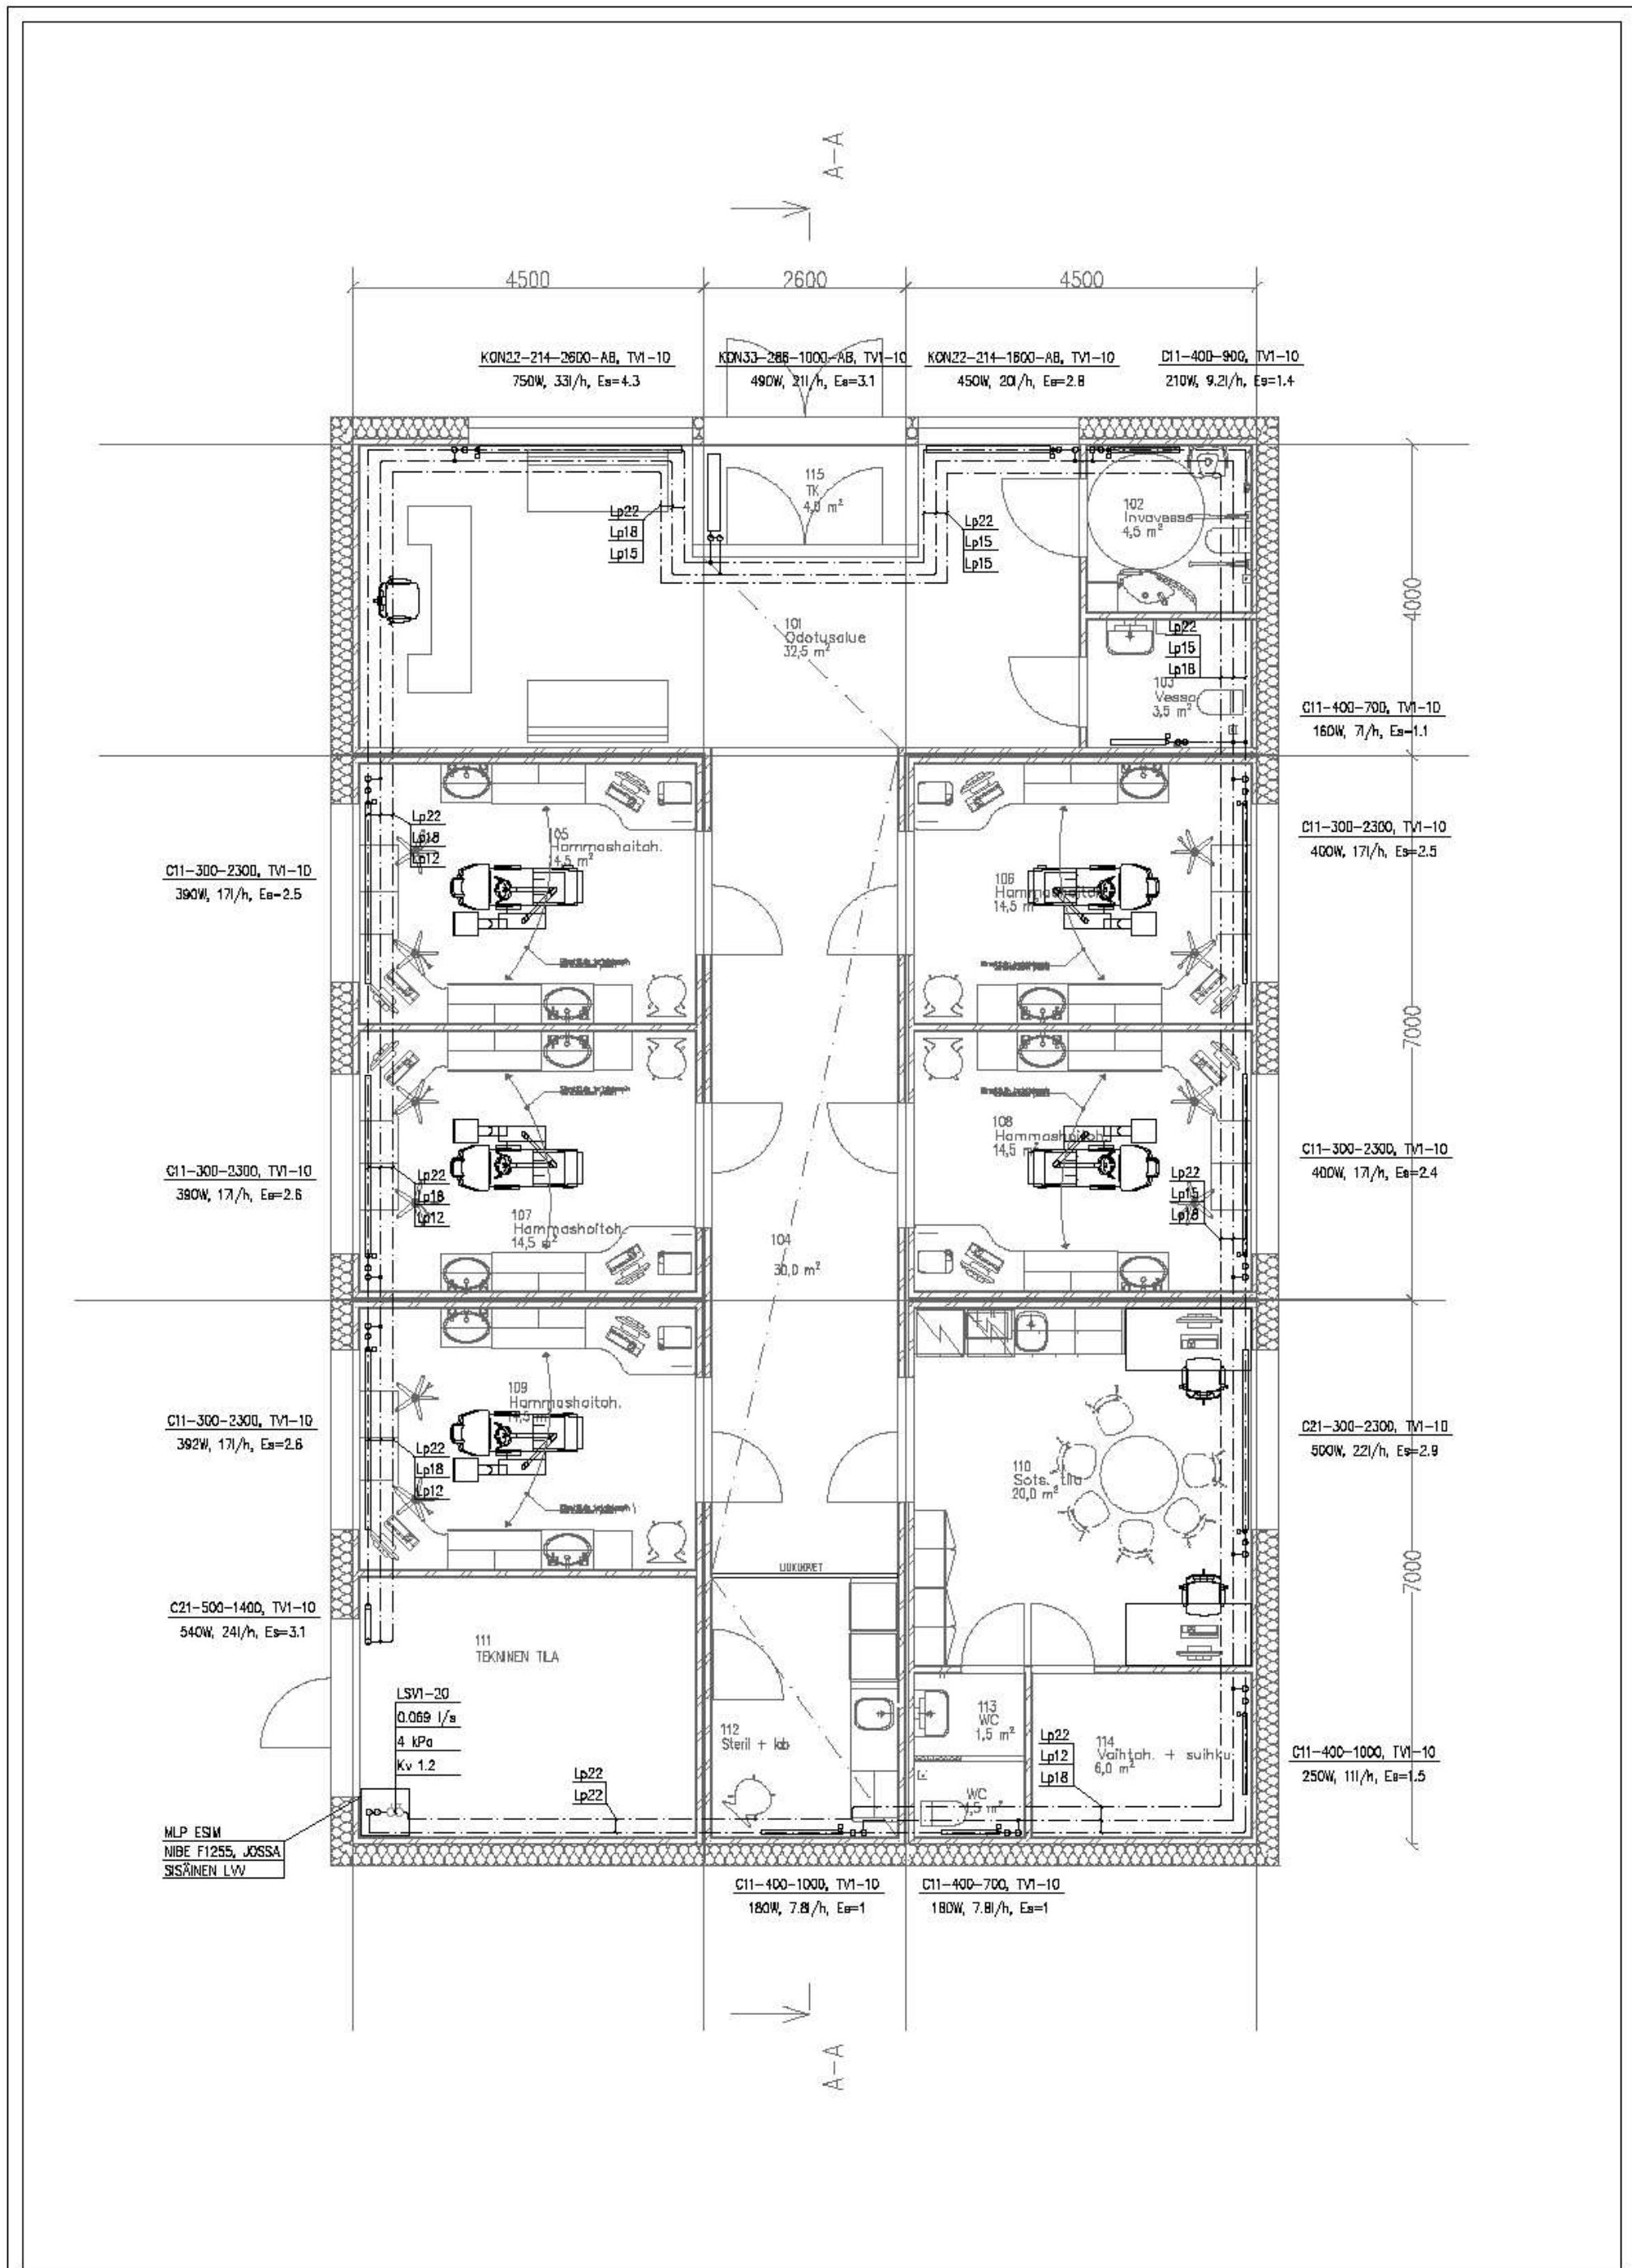 A-A
4500
2600
4500
KON22-214-2600-AB, TV1-10
750W, 33l/h, Es=4.3
KON33-286-1000-AB, TV1-10
490W, 21l/h, Es=3.1
KON22-214-1600-AB, TV1-10
450W, 20l/h, Es=2.8
C11-400-900, TV1-10
210W, 9.2l/h, Es=1.4
115
TK
4,0 m²
102
Invavessa
4,5 m²
Lp22
Lp18
Lp15
Lp22
Lp15
Lp15
4000
101
Odotusalue
32,5 m²
Lp22
Lp15
Lp18
103
Vessa
3,5 m²
C11-400-700, TV1-10
160W, 7l/h, Es=1.1
Lp22
Lp18
Lp12
105
Hammashoitoh.
14,5 m²
C11-300-2300, TV1-10
390W, 17l/h, Es=2.5
106
Hammashoitoh.
14,5 m²
C11-300-2300, TV1-10
400W, 17l/h, Es=2.5
7000
C11-300-2300, TV1-10
390W, 17l/h, Es=2.6
Lp22
Lp18
Lp12
107
Hammashoitoh.
14,5 m²
108
Hammashoitoh.
14,5 m²
Lp22
Lp15
Lp18
C11-300-2300, TV1-10
400W, 17l/h, Es=2.4
104
30,0 m²
109
Hammashoitoh.
14,5 m²
C11-300-2300, TV1-10
392W, 17l/h, Es=2.6
Lp22
Lp18
Lp12
110
Sos. tila
20,0 m²
C21-300-2300, TV1-10
500W, 22l/h, Es=2.9
LIUKUOVET
7000
C21-500-1400, TV1-10
540W, 24l/h, Es=3.1
111
TEKNINEN TILA
LSV1-20
0.069 l/s
4 kPa
Kv 1.2
112
Steril + lab
113
WC
1,5 m²
WC
1,5 m²
Lp22
Lp12
Lp18
114
Vaihtoh. + suihku
6,0 m²
C11-400-1000, TV1-10
250W, 11l/h, Es=1.5
Lp22
Lp22
MLP ESIM
NIBE F1255, JOSSA
SISÄINEN LVV
C11-400-1000, TV1-10
180W, 7.8l/h, Es=1
C11-400-700, TV1-10
180W, 7.8l/h, Es=1
A-A